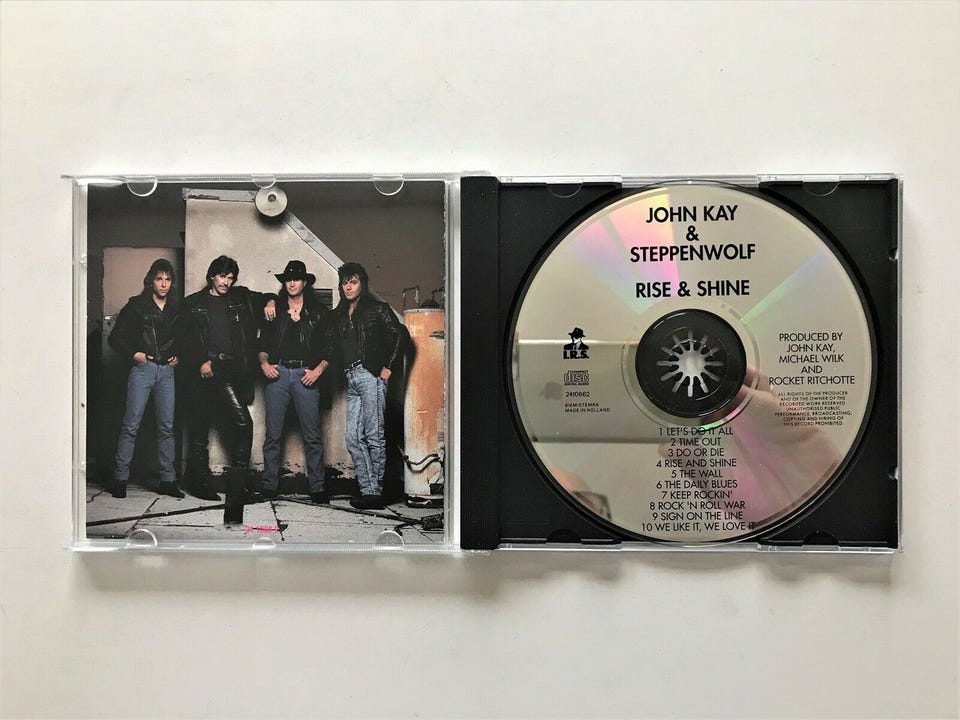 JOHN KAY
&
STEPPENWOLF
RISE & SHINE
I.R.S.
COMPACT
disc
DIGITAL AUDIO
2410662
BIEM/STEMRA
MADE IN HOLLAND
PRODUCED BY
JOHN KAY,
MICHAEL WILK
AND
ROCKET RITCHOTTE
ALL RIGHTS OF THE PRODUCER
AND OF THE OWNER OF THE
RECORDED WORK RESERVED.
UNAUTHORISED PUBLIC
PERFORMANCE, BROADCASTING,
COPYING AND HIRING OF
THIS RECORD PROHIBITED.
1 LET'S DO IT ALL
2 TIME OUT
3 DO OR DIE
4 RISE AND SHINE
5 THE WALL
6 THE DAILY BLUES
7 KEEP ROCKIN'
8 ROCK 'N ROLL WAR
9 SIGN ON THE LINE
10 WE LIKE IT, WE LOVE IT